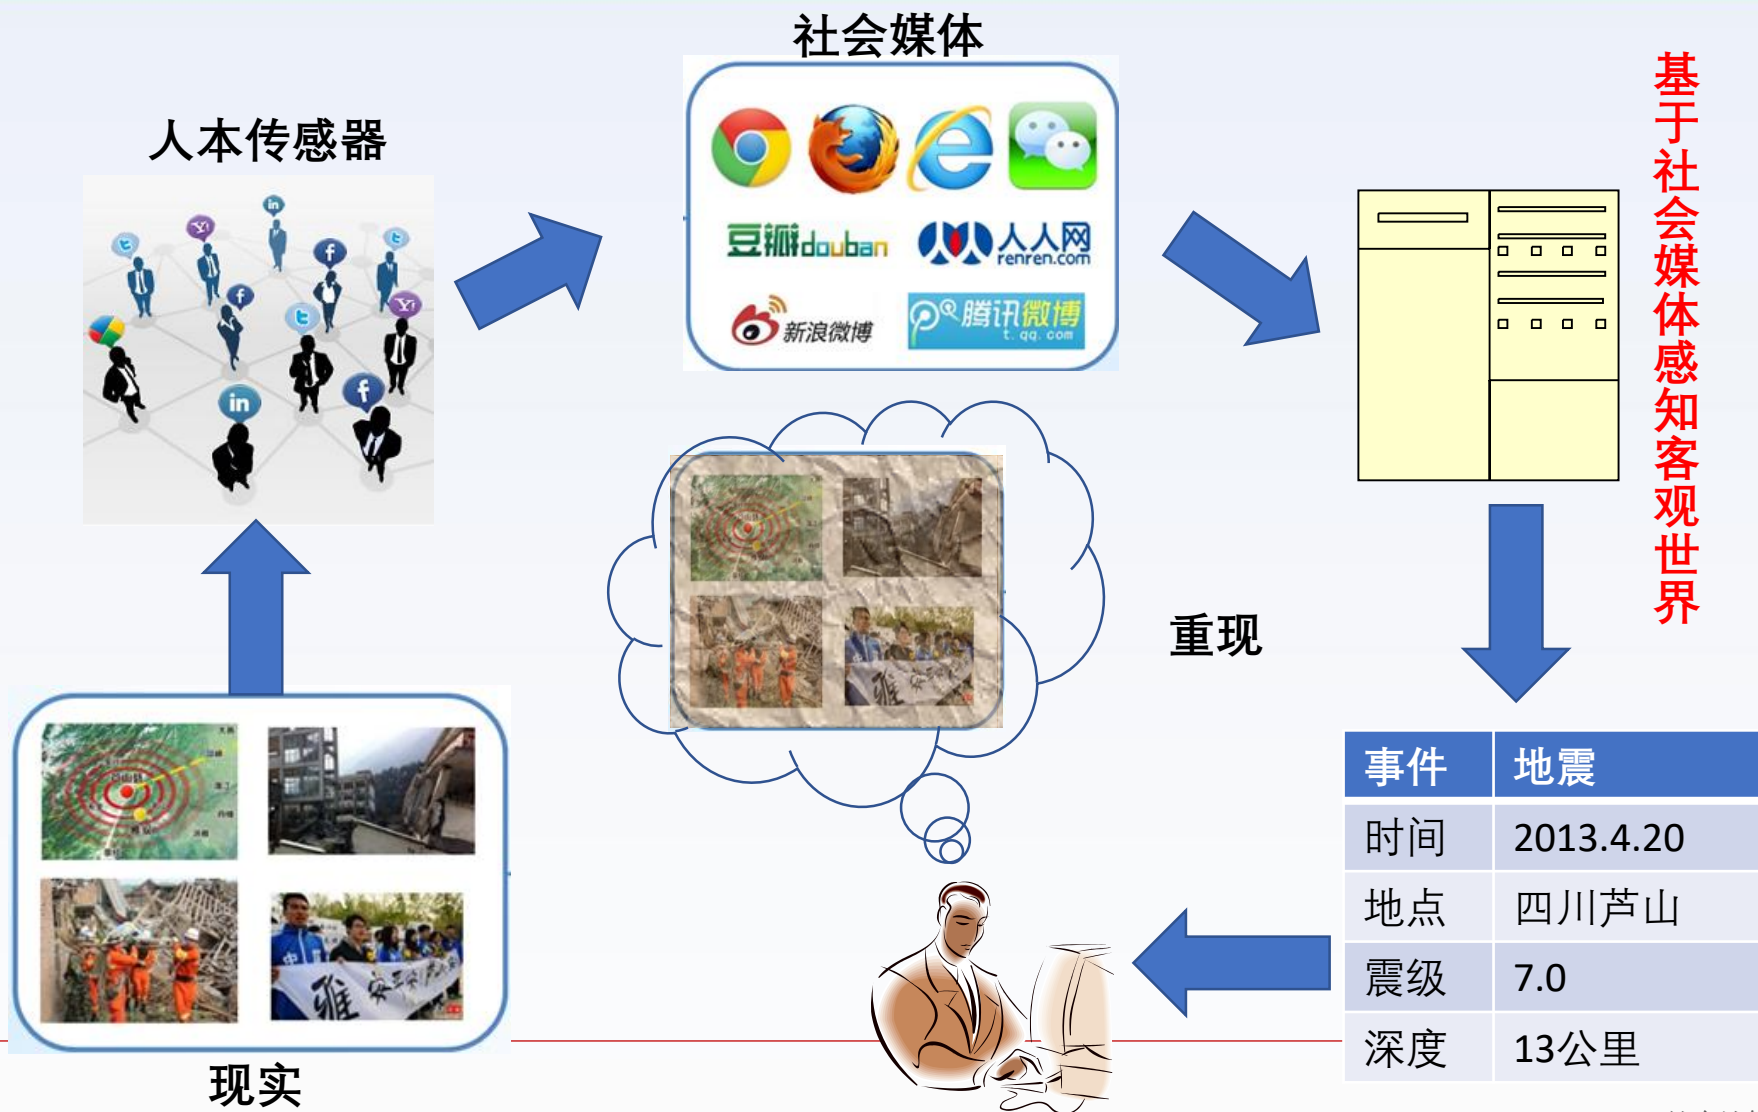 社会媒体
人本传感器
豆瓣douban
人人网
renren.com
新浪微博
腾讯微博
t.qq.com
基于社会媒体感知客观世界
重现
事件 地震
时间 2013.4.20
地点 四川芦山
震级 7.0
深度 13公里
现实